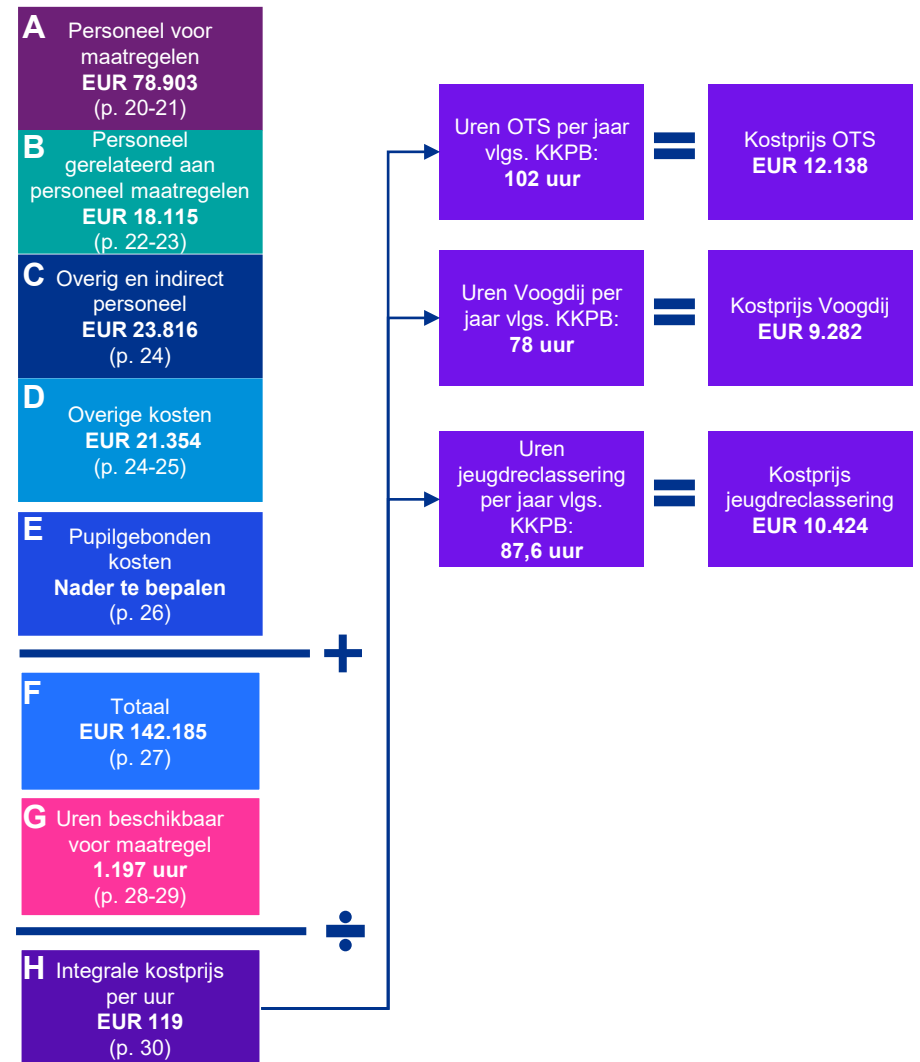 A
Personeel voor
maatregelen
EUR 78.903
(p. 20-21)
B
Personeel
gerelateerd aan
personeel maatregelen
EUR 18.115
(p. 22-23)
C
Overig en indirect
personeel
EUR 23.816
(p. 24)
D
Overige kosten
EUR 21.354
(p. 24-25)
E
Pupilgebonden
kosten
Nader te bepalen
(p. 26)
+
F
Totaal
EUR 142.185
(p. 27)
G
Uren beschikbaar
voor maatregel
1.197 uur
(p. 28-29)
÷
H
Integrale kostprijs
per uur
EUR 119
(p. 30)
Uren OTS per jaar
vlgs. KKPB:
102 uur
=
Kostprijs OTS
EUR 12.138
Uren Voogdij per
jaar vlgs. KKPB:
78 uur
=
Kostprijs Voogdij
EUR 9.282
Uren
jeugdreclassering
per jaar vlgs.
KKPB:
87,6 uur
=
Kostprijs
jeugdreclassering
EUR 10.424